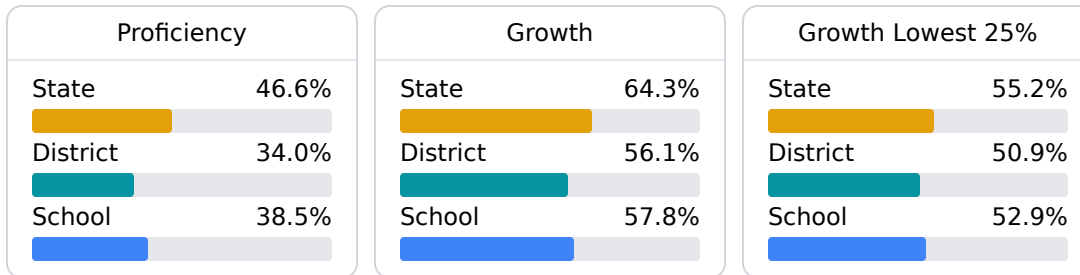 Proficiency
State 46.6%
District 34.0%
School 38.5%
Growth
State 64.3%
District 56.1%
School 57.8%
Growth Lowest 25%
State 55.2%
District 50.9%
School 52.9%